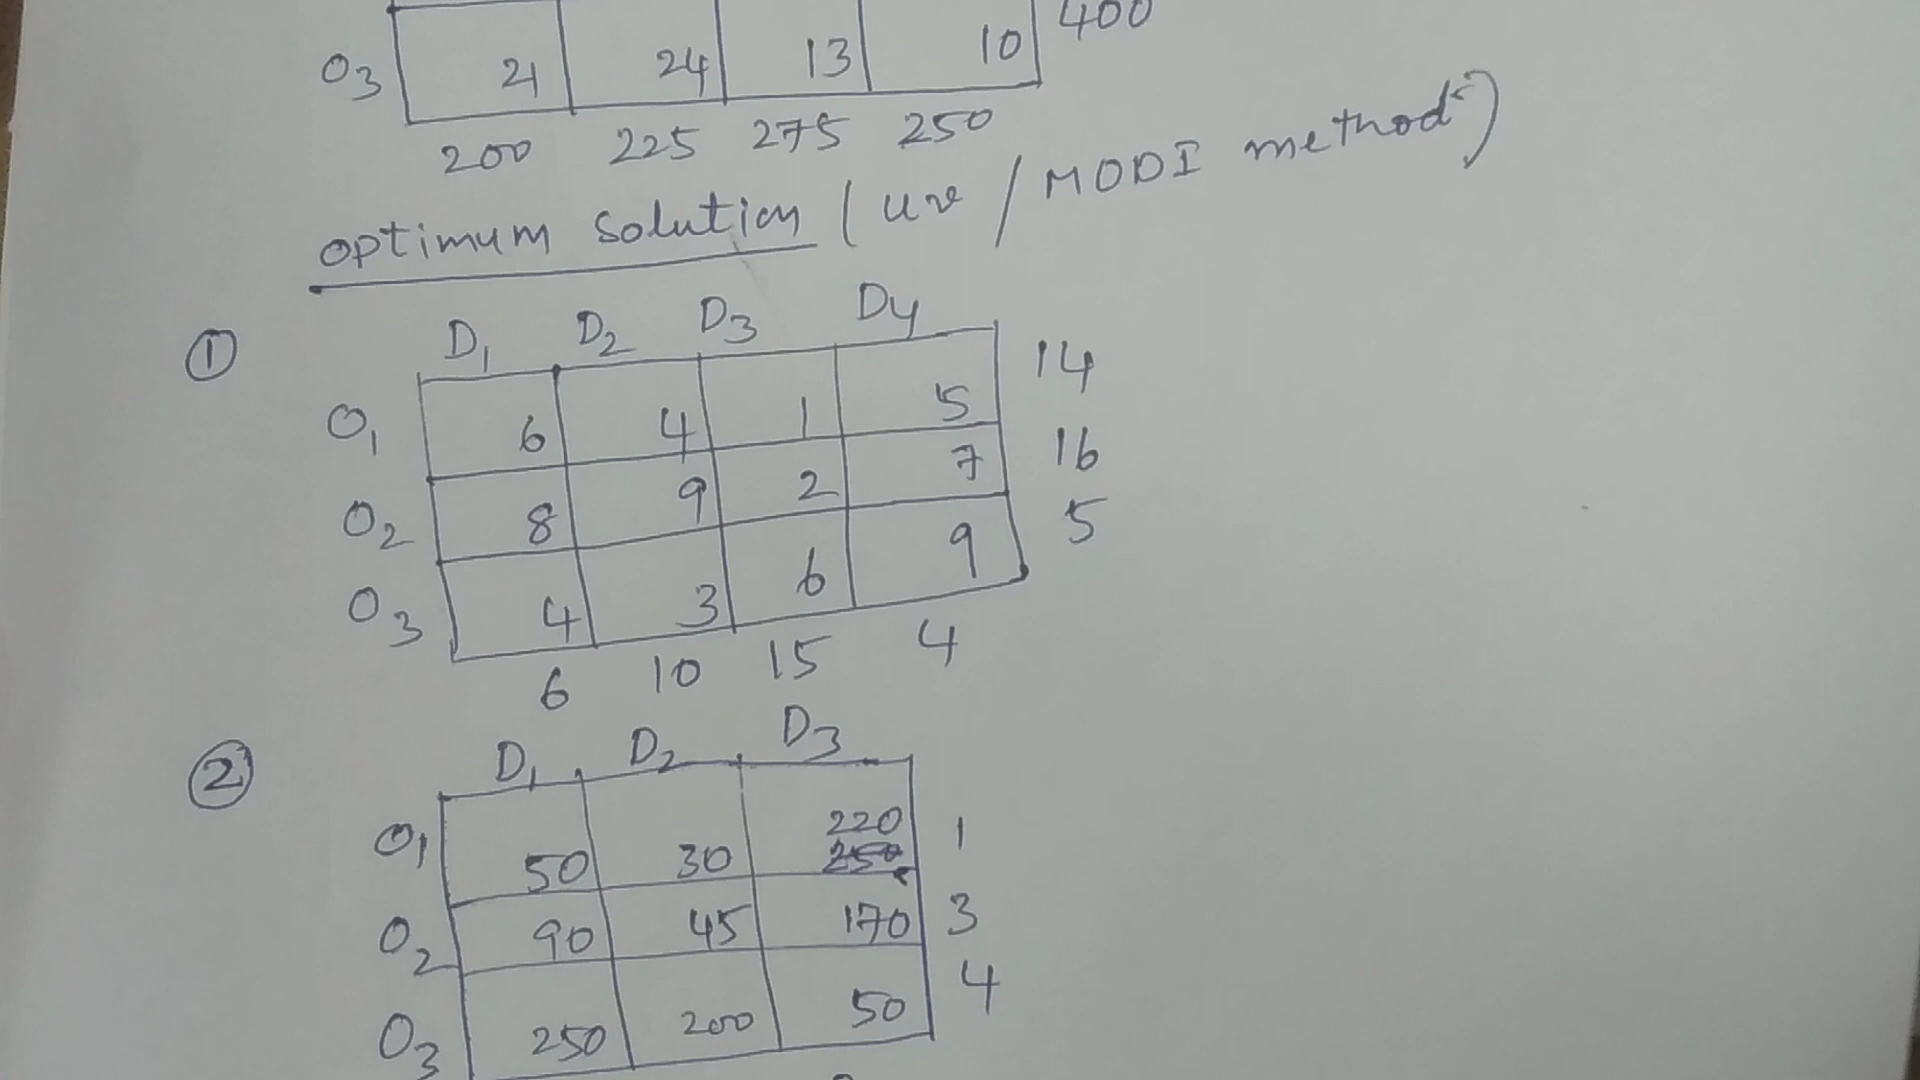 400
O3 21 24 13 10
200 225 275 250
optimum solution (uv / MODI method)
①
D1 D2 D3 D4
O1 6 4 1 5 14
O2 8 9 2 7 16
O3 4 3 6 9 5
6 10 15 4
②
D1 D2 D3
220
O1 50 30 250 1
O2 90 45 170 3
O3 250 200 50 4